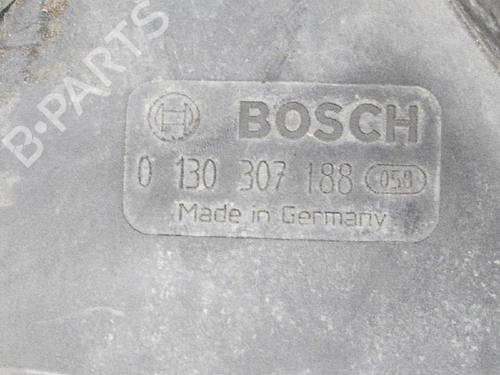 B-PARTS
BOSCH
0 130 307 188 058
Made in Germany